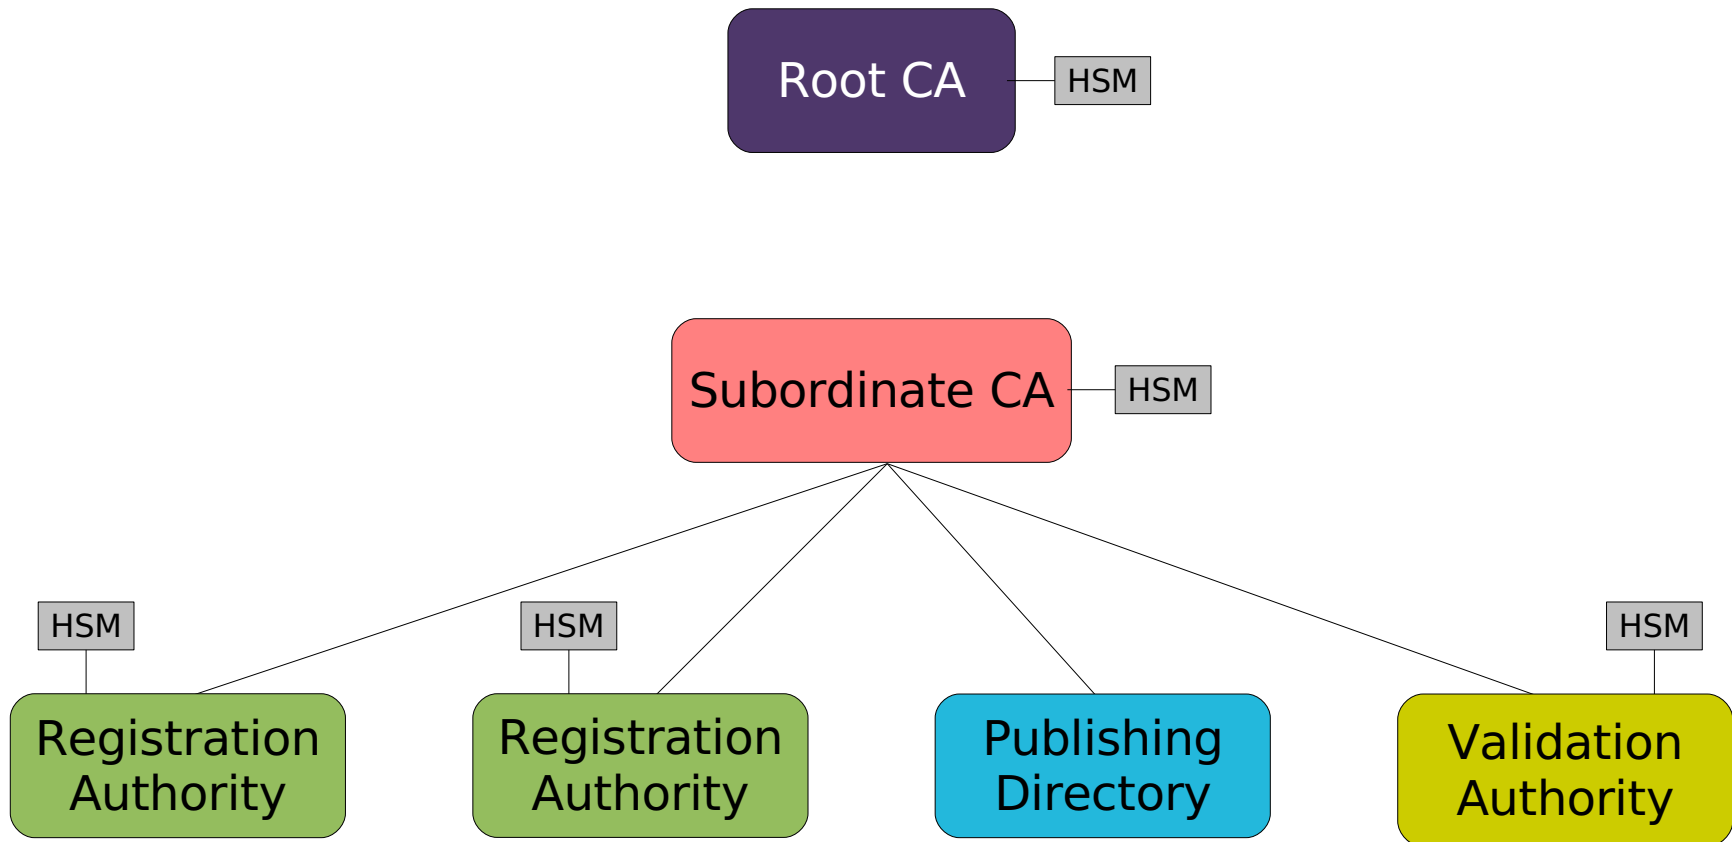 Root CA
HSM
Subordinate CA
HSM
HSM
HSM
HSM
Registration
Authority
Registration
Authority
Publishing
Directory
Validation
Authority